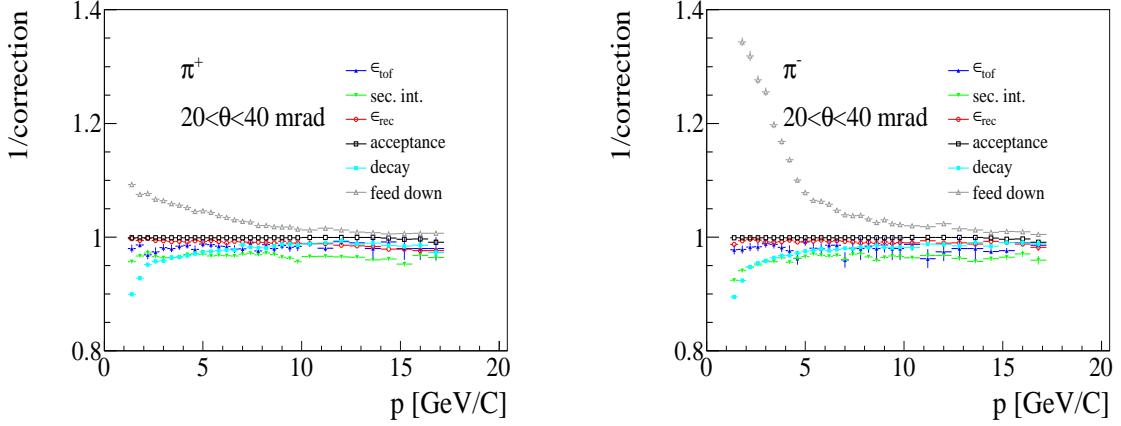 1/correction
1.4
1.2
1
0.8
π+
20<θ<40 mrad
ϵtof
sec. int.
ϵrec
acceptance
decay
feed down
0 5 10 15 20
p [GeV/C]
1/correction
1.4
1.2
1
0.8
π-
20<θ<40 mrad
ϵtof
sec. int.
ϵrec
acceptance
decay
feed down
0 5 10 15 20
p [GeV/C]